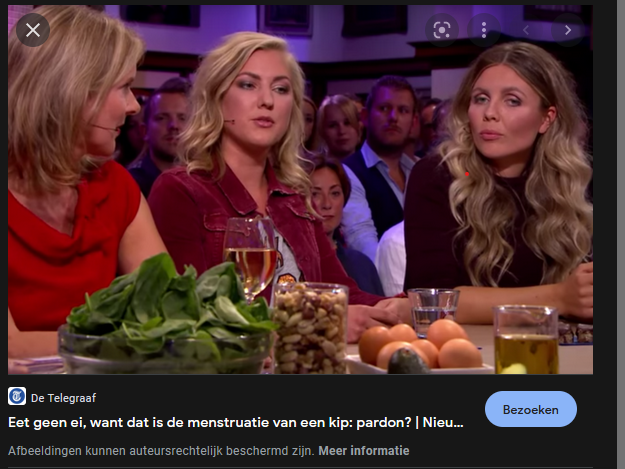 De Telegraaf
Eet geen ei, want dat is de menstruatie van een kip: pardon? | Nieu...
Bezoeken
Afbeeldingen kunnen auteursrechtelijk beschermd zijn. Meer informatie